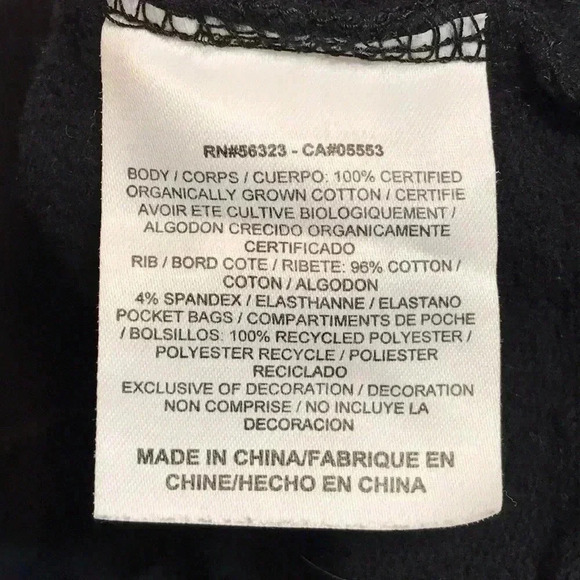 RN#56323 - CA#05553
BODY / CORPS / CUERPO: 100% CERTIFIED
ORGANICALLY GROWN COTTON / CERTIFIE
AVOIR ETE CULTIVE BIOLOGIQUEMENT /
ALGODON CRECIDO ORGANICAMENTE
CERTIFICADO
RIB / BORD COTE / RIBETE: 96% COTTON /
COTON / ALGODON
4% SPANDEX / ELASTHANNE / ELASTANO
POCKET BAGS / COMPARTIMENTS DE POCHE
/ BOLSILLOS: 100% RECYCLED POLYESTER /
POLYESTER RECYCLE / POLIESTER
RECICLADO
EXCLUSIVE OF DECORATION / DECORATION
NON COMPRISE / NO INCLUYE LA
DECORACION
MADE IN CHINA/FABRIQUE EN
CHINE/HECHO EN CHINA